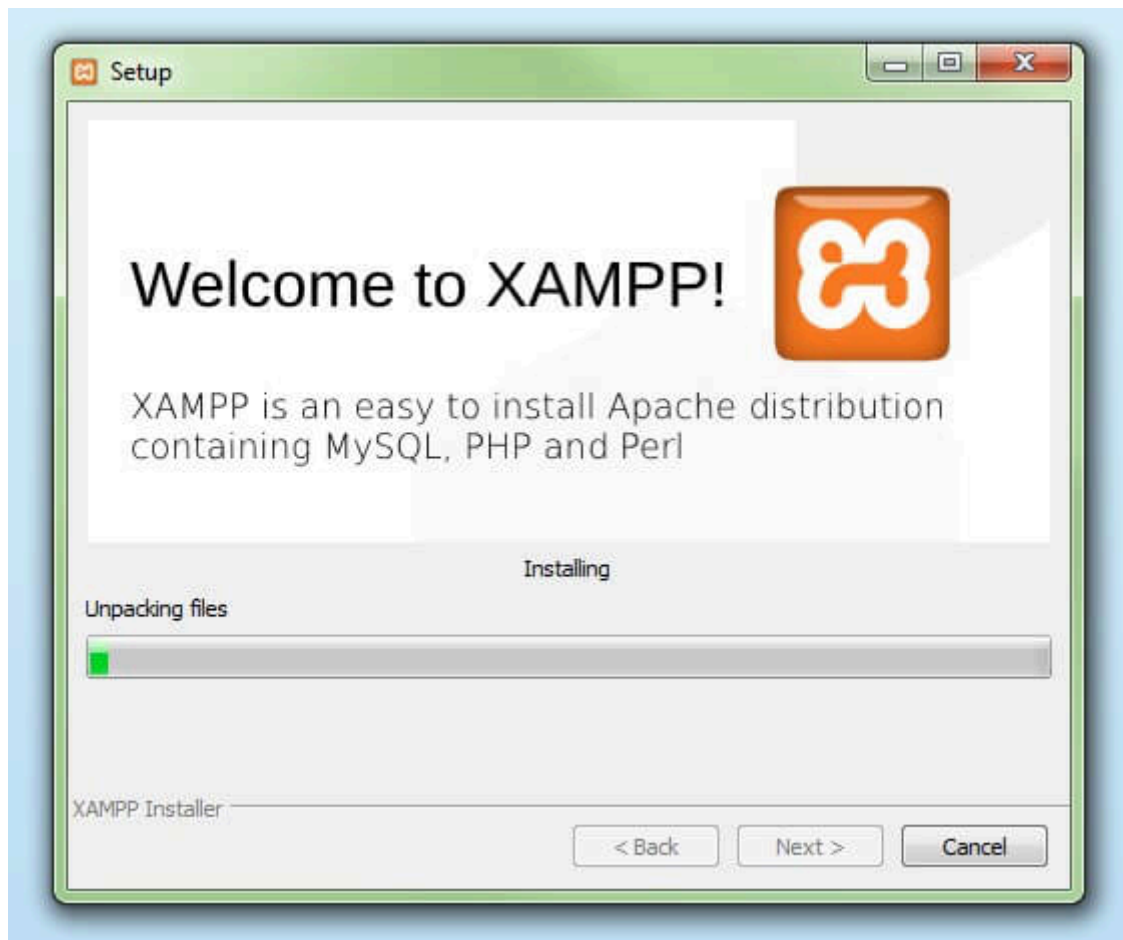 Setup
Welcome to XAMPP!
XAMPP is an easy to install Apache distribution
containing MySQL, PHP and Perl
Installing
Unpacking files
XAMPP Installer
< Back
Next >
Cancel